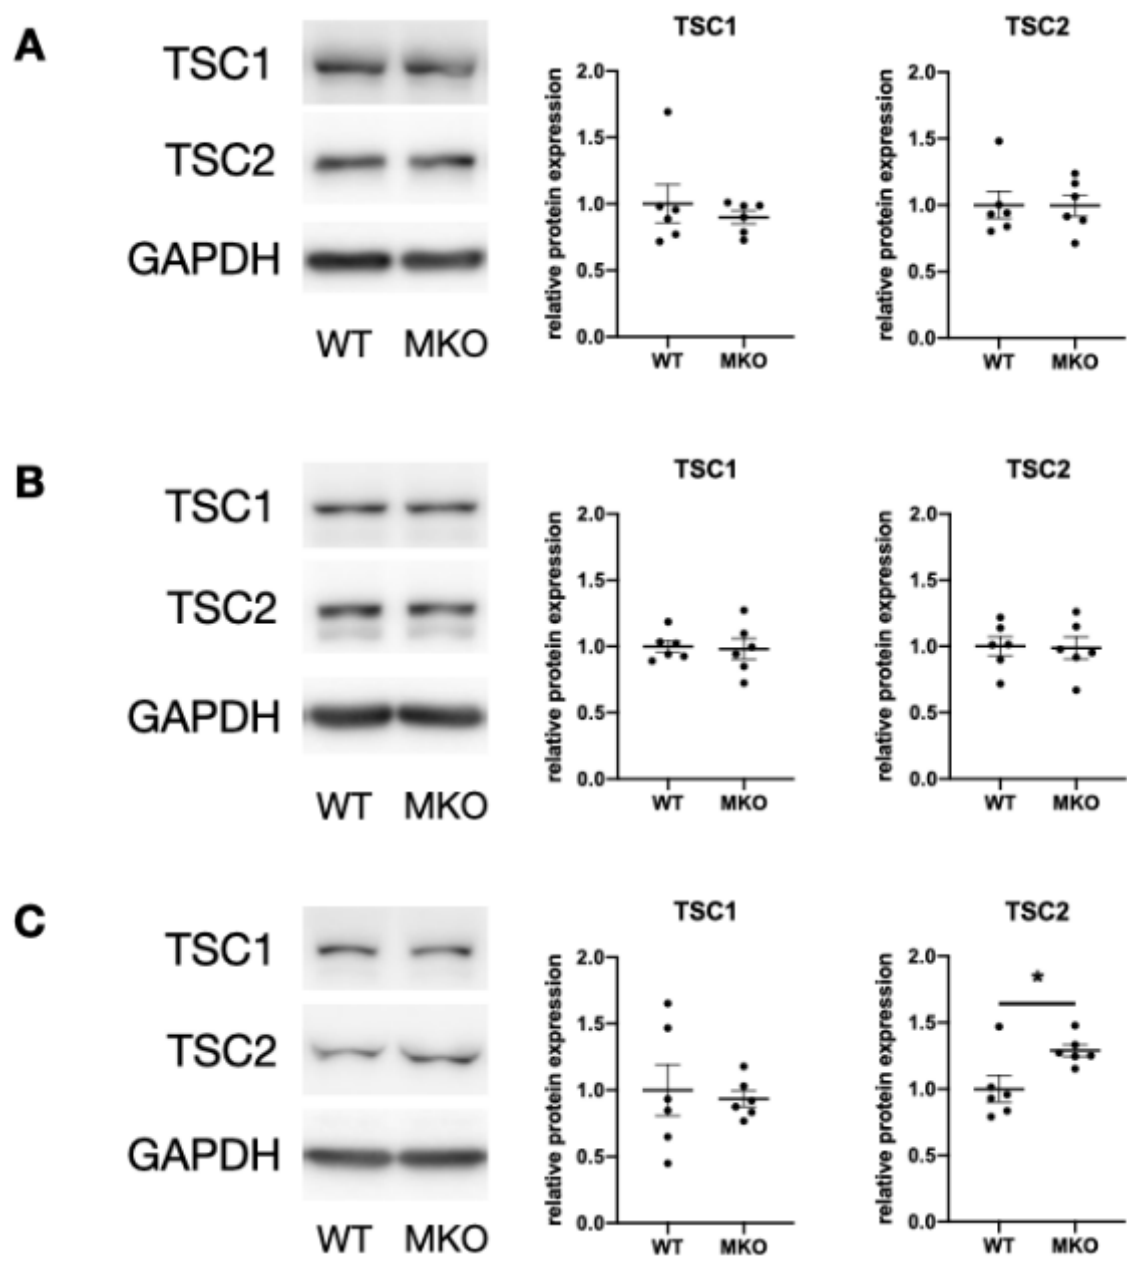 A
TSC1
TSC2
GAPDH
WT MKO
TSC1
relative protein expression
2.0
1.5
1.0
0.5
0.0
WT MKO
TSC2
relative protein expression
2.0
1.5
1.0
0.5
0.0
WT MKO
B
TSC1
TSC2
GAPDH
WT MKO
TSC1
relative protein expression
2.0
1.5
1.0
0.5
0.0
WT MKO
TSC2
relative protein expression
2.0
1.5
1.0
0.5
0.0
WT MKO
C
TSC1
TSC2
GAPDH
WT MKO
TSC1
relative protein expression
2.0
1.5
1.0
0.5
0.0
WT MKO
TSC2
relative protein expression
2.0
1.5
1.0
0.5
0.0
*
WT MKO